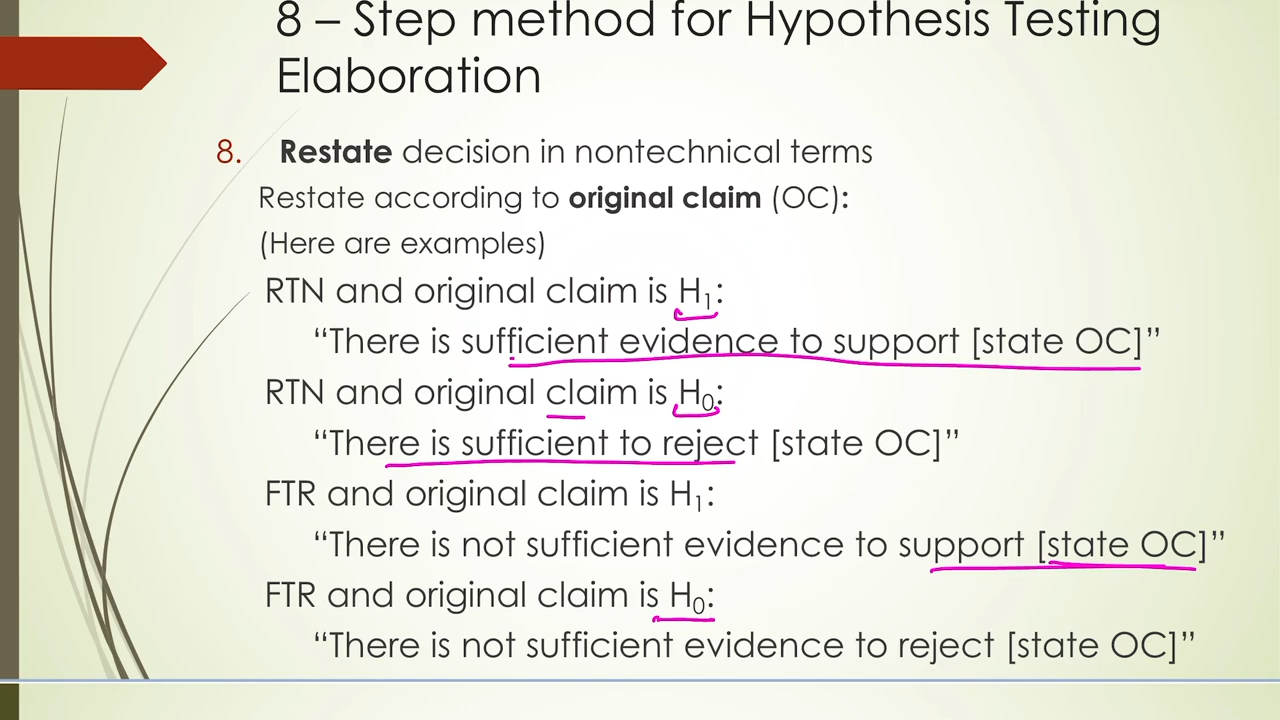 8 – Step method for Hypothesis Testing
Elaboration
8. Restate decision in nontechnical terms
Restate according to original claim (OC):
(Here are examples)
RTN and original claim is H₁:
“There is sufficient evidence to support [state OC]”
RTN and original claim is H₀:
“There is sufficient to reject [state OC]”
FTR and original claim is H₁:
“There is not sufficient evidence to support [state OC]”
FTR and original claim is H₀:
“There is not sufficient evidence to reject [state OC]”